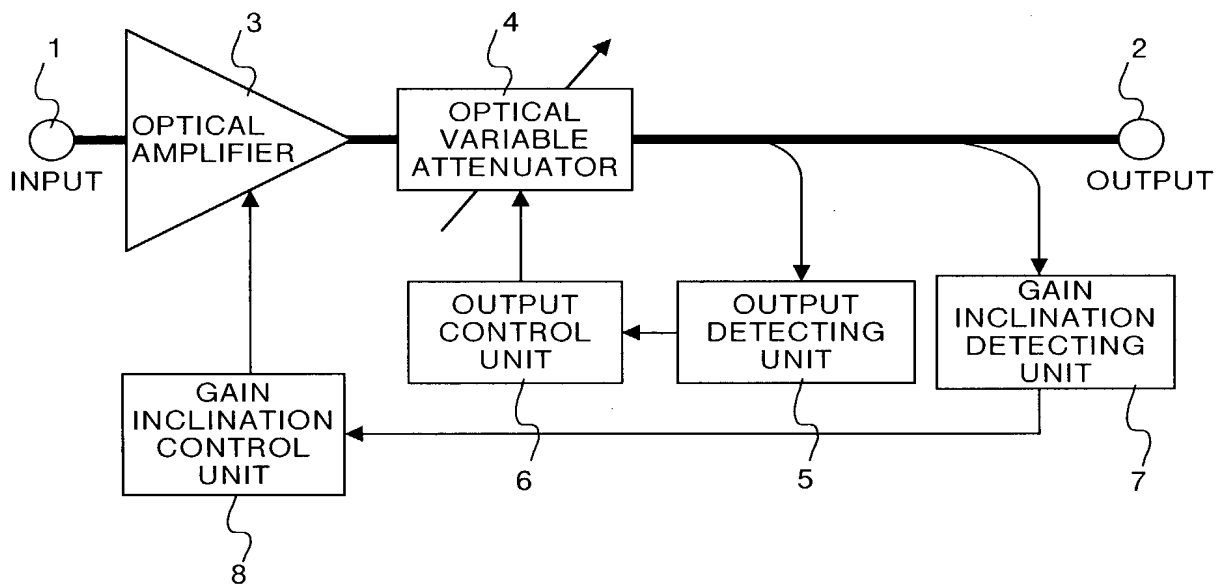 1
3
4
2
OPTICAL
AMPLIFIER
OPTICAL
VARIABLE
ATTENUATOR
INPUT
OUTPUT
OUTPUT
CONTROL
UNIT
OUTPUT
DETECTING
UNIT
GAIN
INCLINATION
DETECTING
UNIT
GAIN
INCLINATION
CONTROL
UNIT
6
5
7
8